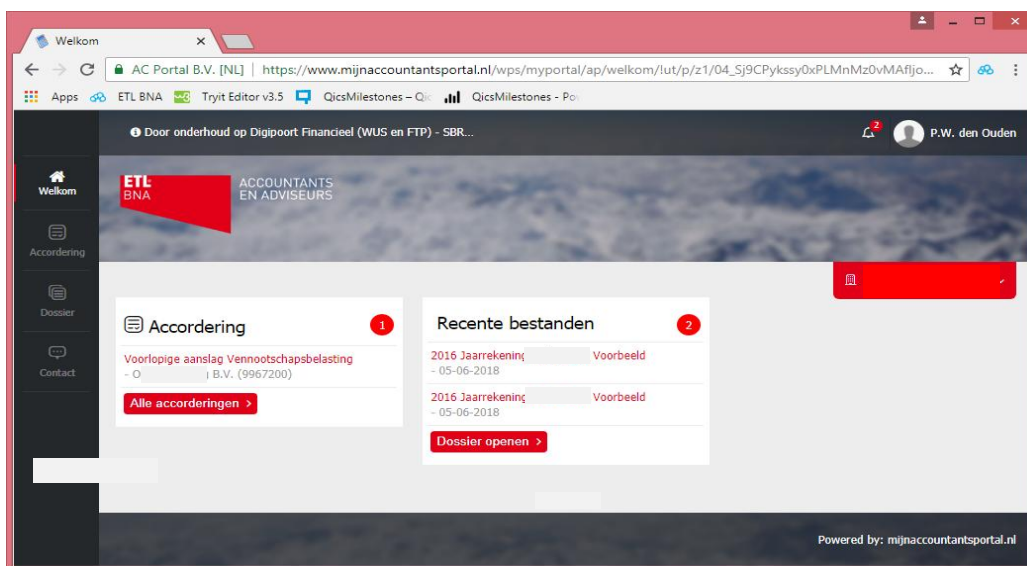 Welkom
AC Portal B.V. [NL] | https://www.mijnaccountantsportal.nl/wps/myportal/ap/welkom/!ut/p/z1/04_Sj9CPykssy0xPLMnMz0vMAfIjo...
Apps ETL BNA Tryit Editor v3.5 QicsMilestones – Qic QicsMilestones - Po
Door onderhoud op Digipoort Financieel (WUS en FTP) - SBR...
2
P.W. den Ouden
Welkom
Accordering
Dossier
Contact
ETL
BNA
ACCOUNTANTS
EN ADVISEURS
Accordering 1
Voorlopige aanslag Vennootschapsbelasting
- O B.V. (9967200)
Alle accorderingen >
Recente bestanden 2
2016 Jaarrekening Voorbeeld
- 05-06-2018
2016 Jaarrekening Voorbeeld
- 05-06-2018
Dossier openen >
Powered by: mijnaccountantsportal.nl